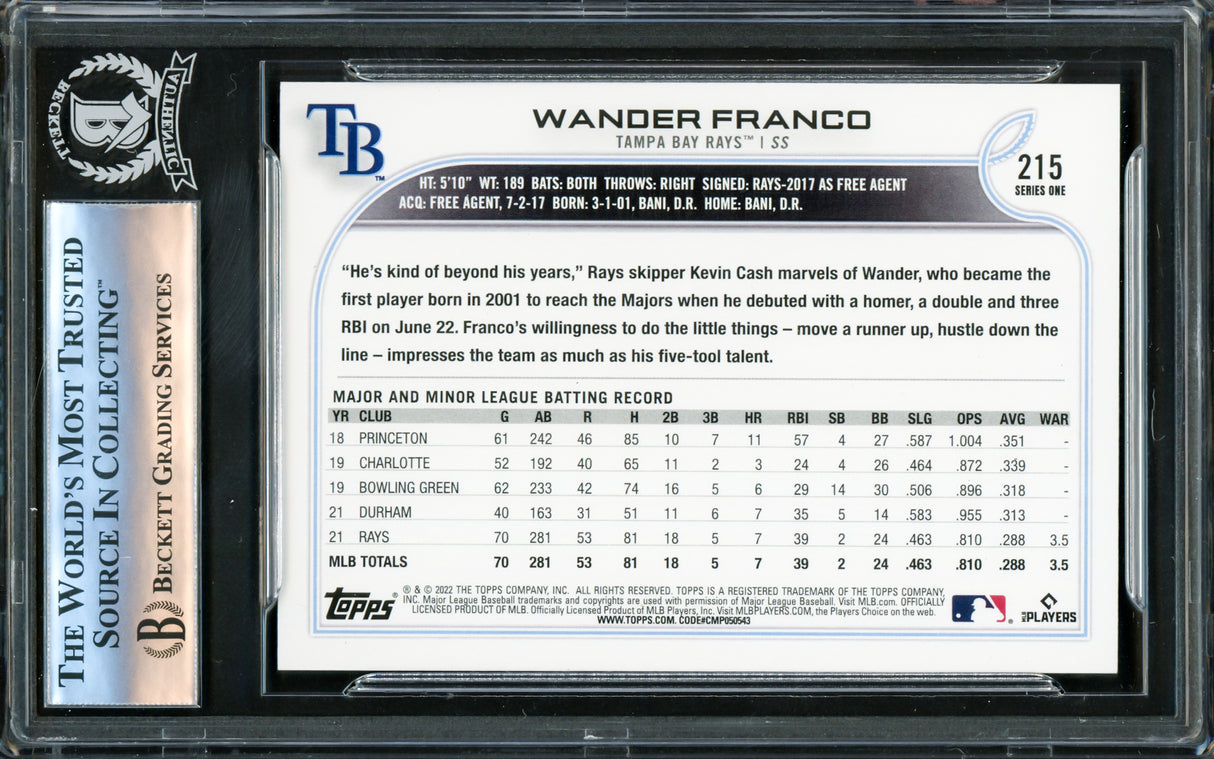 BECKETT
AUTHENTIC
B
THE WORLD'S MOST TRUSTED
SOURCE IN COLLECTING™
B BECKETT GRADING SERVICES
TB™
WANDER FRANCO
TAMPA BAY RAYS™ | SS
215
SERIES ONE
HT: 5'10" WT: 189 BATS: BOTH THROWS: RIGHT SIGNED: RAYS-2017 AS FREE AGENT
ACQ: FREE AGENT, 7-2-17 BORN: 3-1-01, BANI, D.R. HOME: BANI, D.R.
“He's kind of beyond his years,” Rays skipper Kevin Cash marvels of Wander, who became the
first player born in 2001 to reach the Majors when he debuted with a homer, a double and three
RBI on June 22. Franco's willingness to do the little things – move a runner up, hustle down the
line – impresses the team as much as his five-tool talent.
MAJOR AND MINOR LEAGUE BATTING RECORD
YR CLUB G AB R H 2B 3B HR RBI SB BB SLG OPS AVG WAR
18 PRINCETON 61 242 46 85 10 7 11 57 4 27 .587 1.004 .351 -
19 CHARLOTTE 52 192 40 65 11 2 3 24 4 26 .464 .872 .339 -
19 BOWLING GREEN 62 233 42 74 16 5 6 29 14 30 .506 .896 .318 -
21 DURHAM 40 163 31 51 11 6 7 35 5 14 .583 .955 .313 -
21 RAYS 70 281 53 81 18 5 7 39 2 24 .463 .810 .288 3.5
MLB TOTALS 70 281 53 81 18 5 7 39 2 24 .463 .810 .288 3.5
Topps®
® & © 2022 THE TOPPS COMPANY, INC. ALL RIGHTS RESERVED. TOPPS IS A REGISTERED TRADEMARK OF THE TOPPS COMPANY,
INC. Major League Baseball trademarks and copyrights are used with permission of Major League Baseball. Visit MLB.com. OFFICIALLY
LICENSED PRODUCT OF MLB. Officially Licensed Product of MLB Players, Inc. Visit MLBPLAYERS.COM, the Players Choice on the web.
WWW.TOPPS.COM. CODE#CMP050543
®
MLB PLAYERS